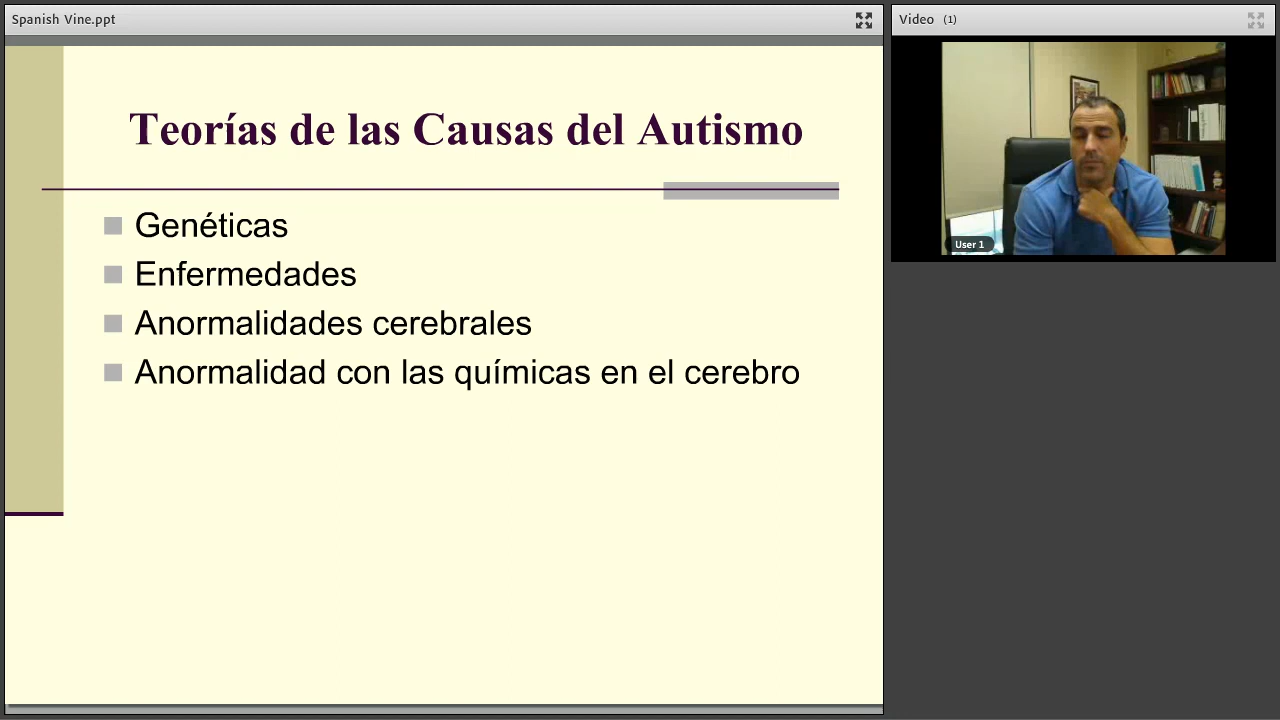 Spanish Vine.ppt
Video (1)
Teorías de las Causas del Autismo
Genéticas
Enfermedades
Anormalidades cerebrales
Anormalidad con las químicas en el cerebro
User 1